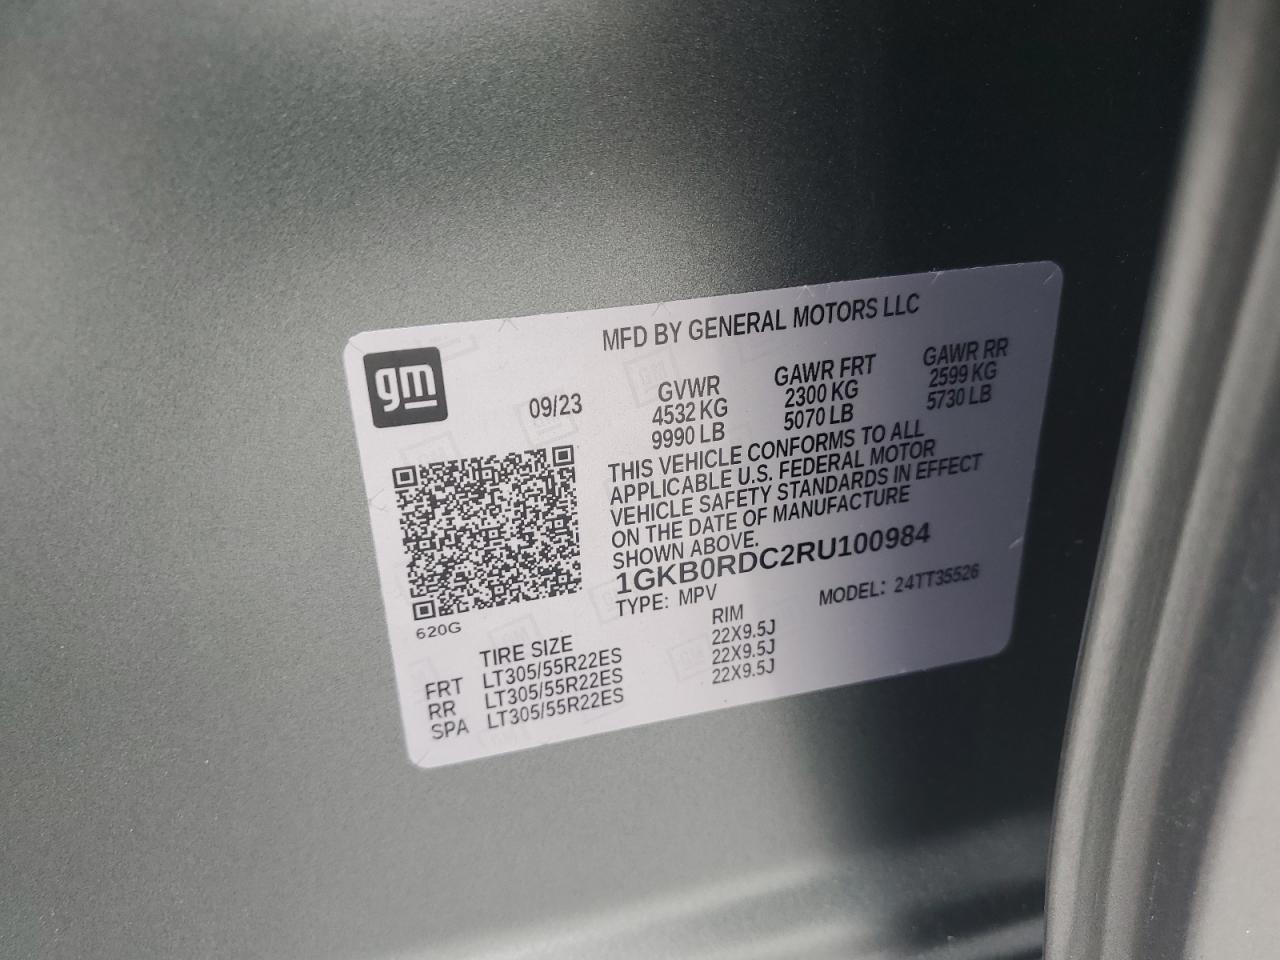 MFD BY GENERAL MOTORS LLC
gm
09/23
GVWR GAWR FRT GAWR RR
4532 KG 2300 KG 2599 KG
9990 LB 5070 LB 5730 LB
THIS VEHICLE CONFORMS TO ALL
APPLICABLE U.S. FEDERAL MOTOR
VEHICLE SAFETY STANDARDS IN EFFECT
ON THE DATE OF MANUFACTURE
SHOWN ABOVE.
1GKB0RDC2RU100984
TYPE: MPV MODEL: 24TT35526
620G
TIRE SIZE RIM
FRT LT305/55R22ES 22X9.5J
RR LT305/55R22ES 22X9.5J
SPA LT305/55R22ES 22X9.5J